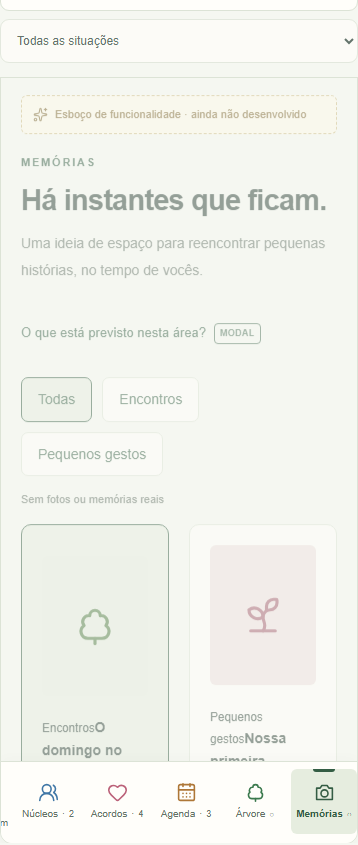 Todas as situações
Esboço de funcionalidade · ainda não desenvolvido
MEMÓRIAS
Há instantes que ficam.
Uma ideia de espaço para reencontrar pequenas
histórias, no tempo de vocês.
O que está previsto nesta área? MODAL
Todas
Encontros
Pequenos gestos
Sem fotos ou memórias reais
EncontrosO
domingo no
Pequenos
gestosNossa
primeira
m
Núcleos · 2
Acordos · 4
Agenda · 3
Árvore
Memórias